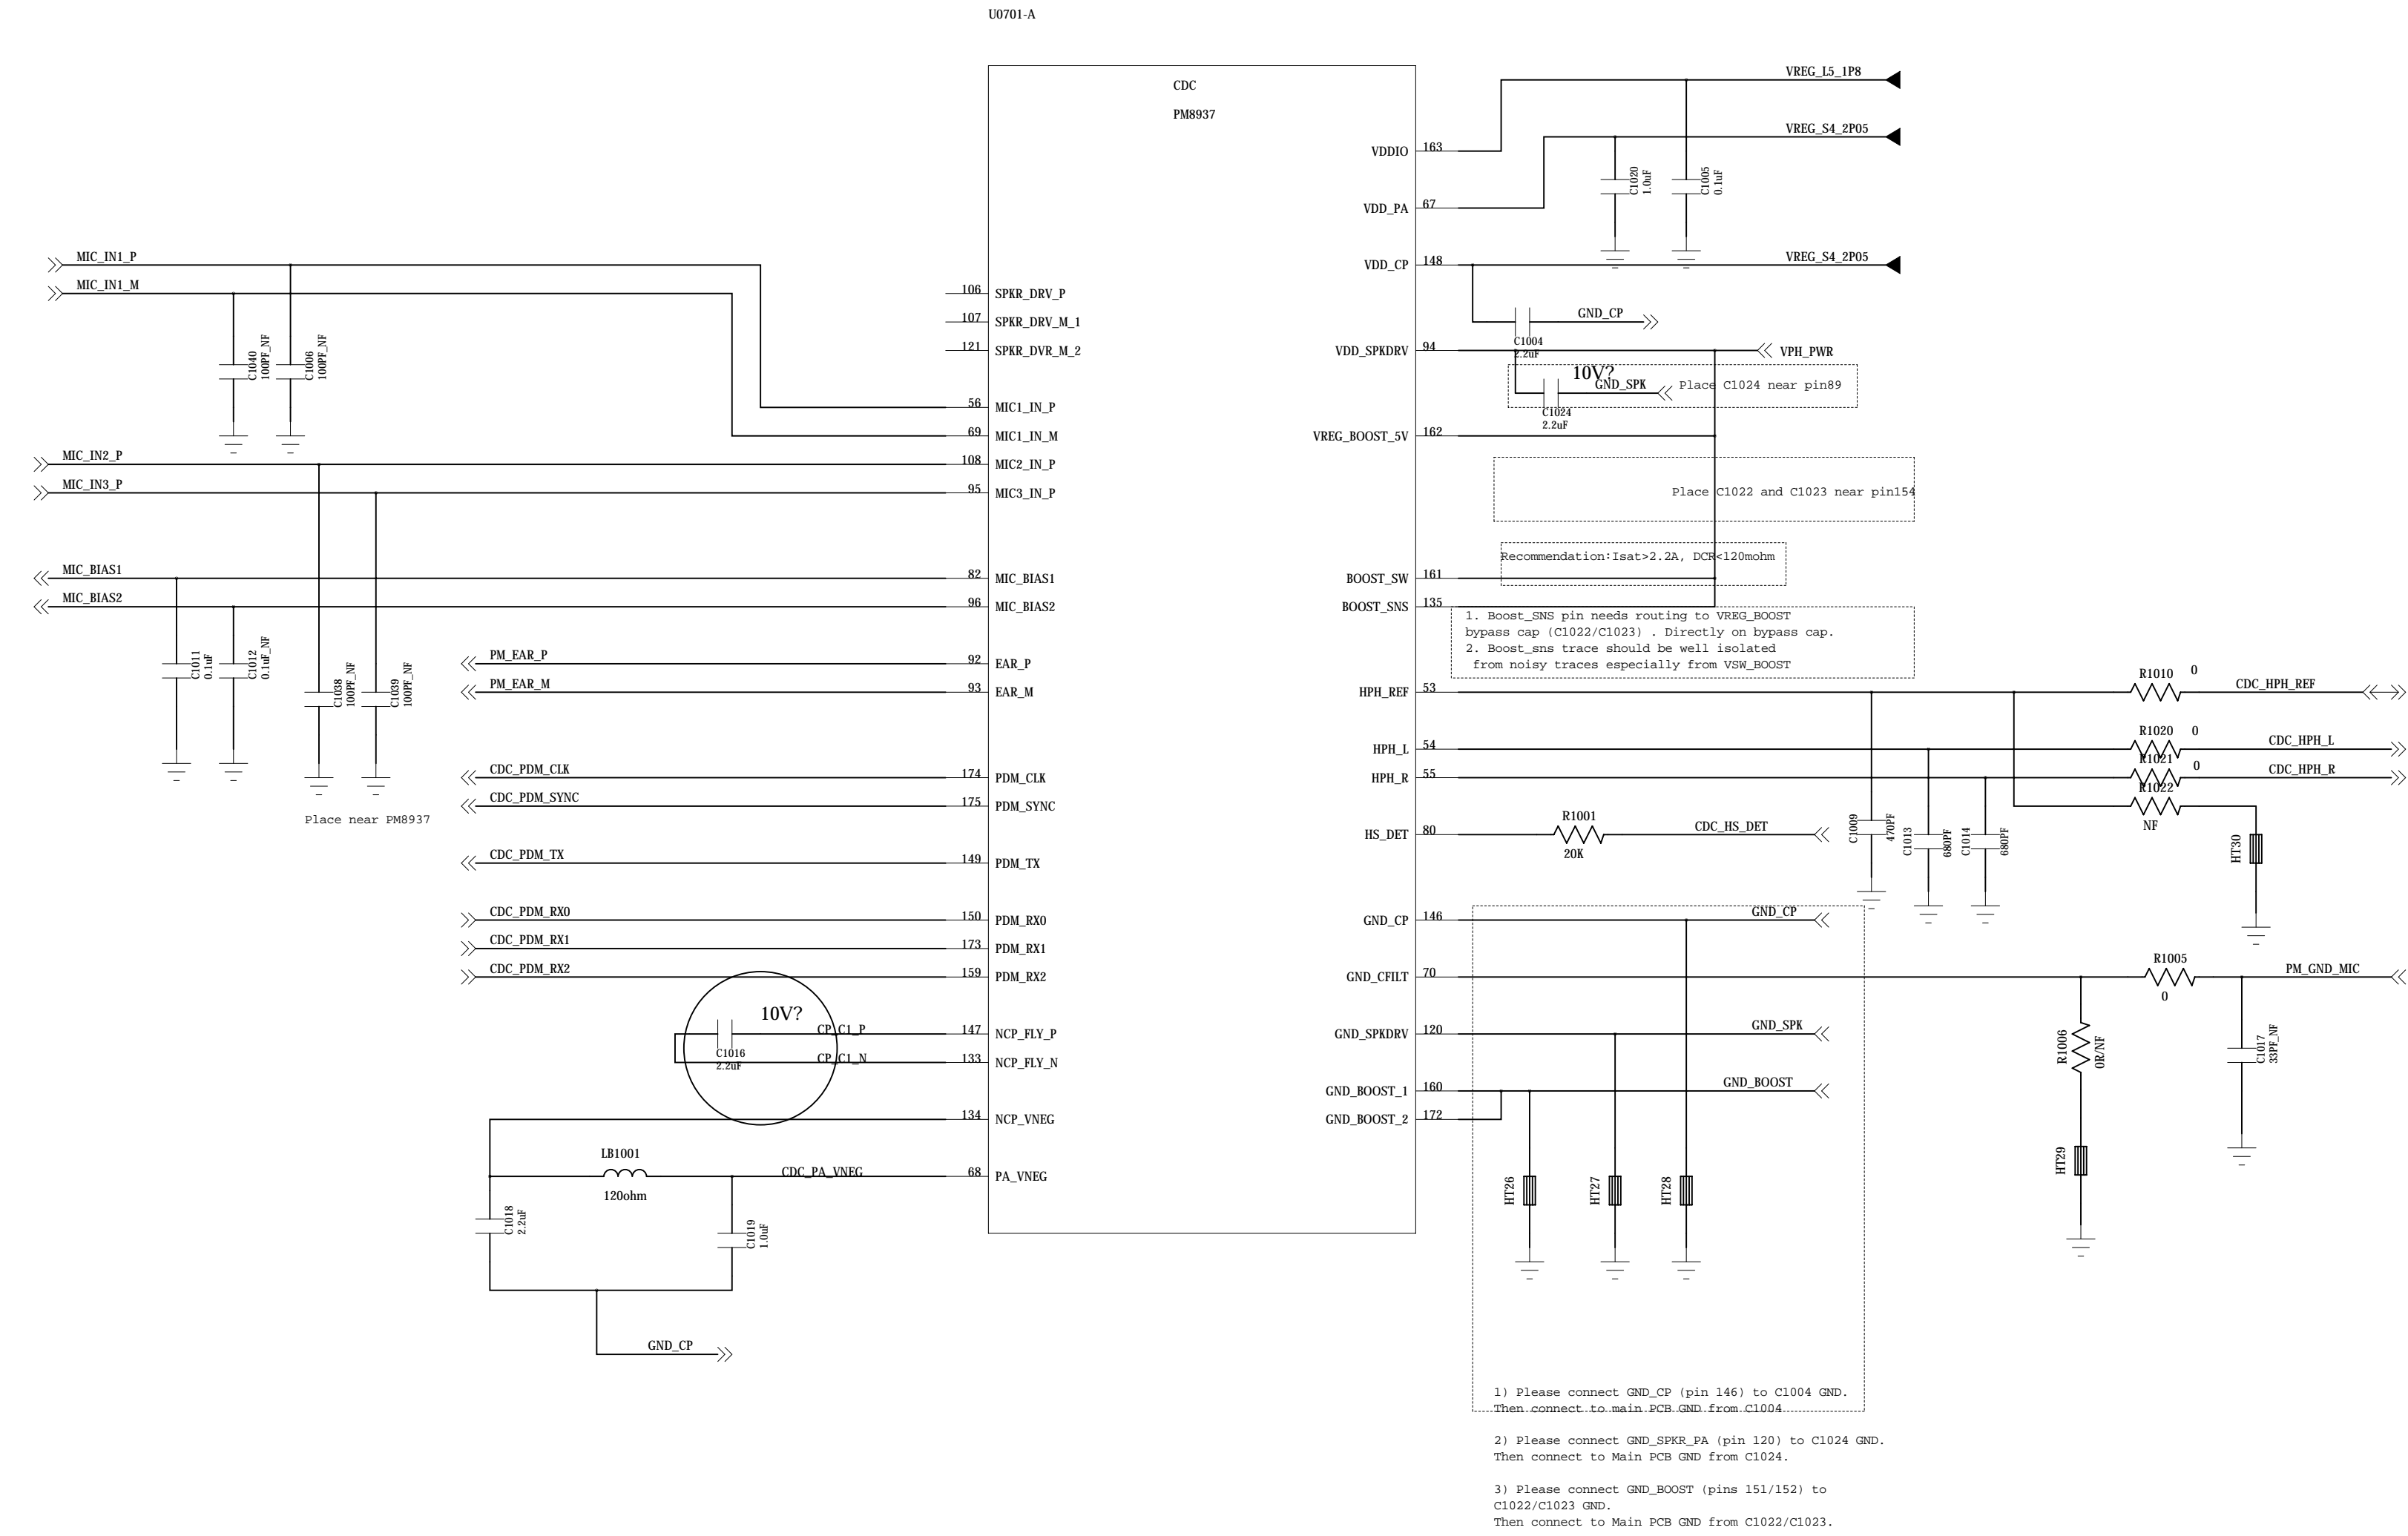 U0701-A
CDC
PM8937
VREG_L5_1P8
VREG_S4_2P05
VDDIO 163
C1020
1.0uF
C1005
0.1uF
VDD_PA 67
MIC_IN1_P
VDD_CP 148
VREG_S4_2P05
MIC_IN1_M
106 SPKR_DRV_P
107 SPKR_DRV_M_1
GND_CP
C1004
2.2uF
121 SPKR_DVR_M_2
VDD_SPKDRV 94
VPH_PWR
C1040
100PF_NF
C1006
100PF_NF
10V?
GND_SPK
Place C1024 near pin89
C1024
2.2uF
56 MIC1_IN_P
69 MIC1_IN_M
VREG_BOOST_5V 162
MIC_IN2_P
108 MIC2_IN_P
MIC_IN3_P
95 MIC3_IN_P
Place C1022 and C1023 near pin154
Recommendation:Isat>2.2A, DCR<120mohm
MIC_BIAS1
82 MIC_BIAS1
BOOST_SW 161
MIC_BIAS2
96 MIC_BIAS2
BOOST_SNS 135
1. Boost_SNS pin needs routing to VREG_BOOST
bypass cap (C1022/C1023) . Directly on bypass cap.
2. Boost_sns trace should be well isolated
from noisy traces especially from VSW_BOOST
C1011
0.1uF
C1012
0.1uF_NF
C1038
100PF_NF
C1039
100PF_NF
PM_EAR_P
92 EAR_P
PM_EAR_M
93 EAR_M
HPH_REF 53
R1010 0
CDC_HPH_REF
HPH_L 54
R1020 0
CDC_HPH_L
CDC_PDM_CLK
174 PDM_CLK
HPH_R 55
R1021 0
CDC_HPH_R
CDC_PDM_SYNC
175 PDM_SYNC
R1022
NF
Place near PM8937
HS_DET 80
R1001
20K
CDC_HS_DET
C1009
470PF
C1013
680PF
C1014
680PF
HT30
CDC_PDM_TX
149 PDM_TX
CDC_PDM_RX0
150 PDM_RX0
GND_CP 146
GND_CP
CDC_PDM_RX1
173 PDM_RX1
CDC_PDM_RX2
159 PDM_RX2
GND_CFILT 70
R1005
0
PM_GND_MIC
10V?
CP_C1_P
147 NCP_FLY_P
C1016
2.2uF
CP_C1_N
133 NCP_FLY_N
GND_SPKDRV 120
GND_SPK
R1006
0R/NF
C1017
33PF_NF
GND_BOOST_1 160
GND_BOOST
134 NCP_VNEG
GND_BOOST_2 172
LB1001
120ohm
CDC_PA_VNEG
68 PA_VNEG
HT26
HT27
HT28
HT29
C1018
2.2uF
C1019
1.0uF
GND_CP
1) Please connect GND_CP (pin 146) to C1004 GND.
Then connect to main PCB GND from C1004
2) Please connect GND_SPKR_PA (pin 120) to C1024 GND.
Then connect to Main PCB GND from C1024.
3) Please connect GND_BOOST (pins 151/152) to
C1022/C1023 GND.
Then connect to Main PCB GND from C1022/C1023.